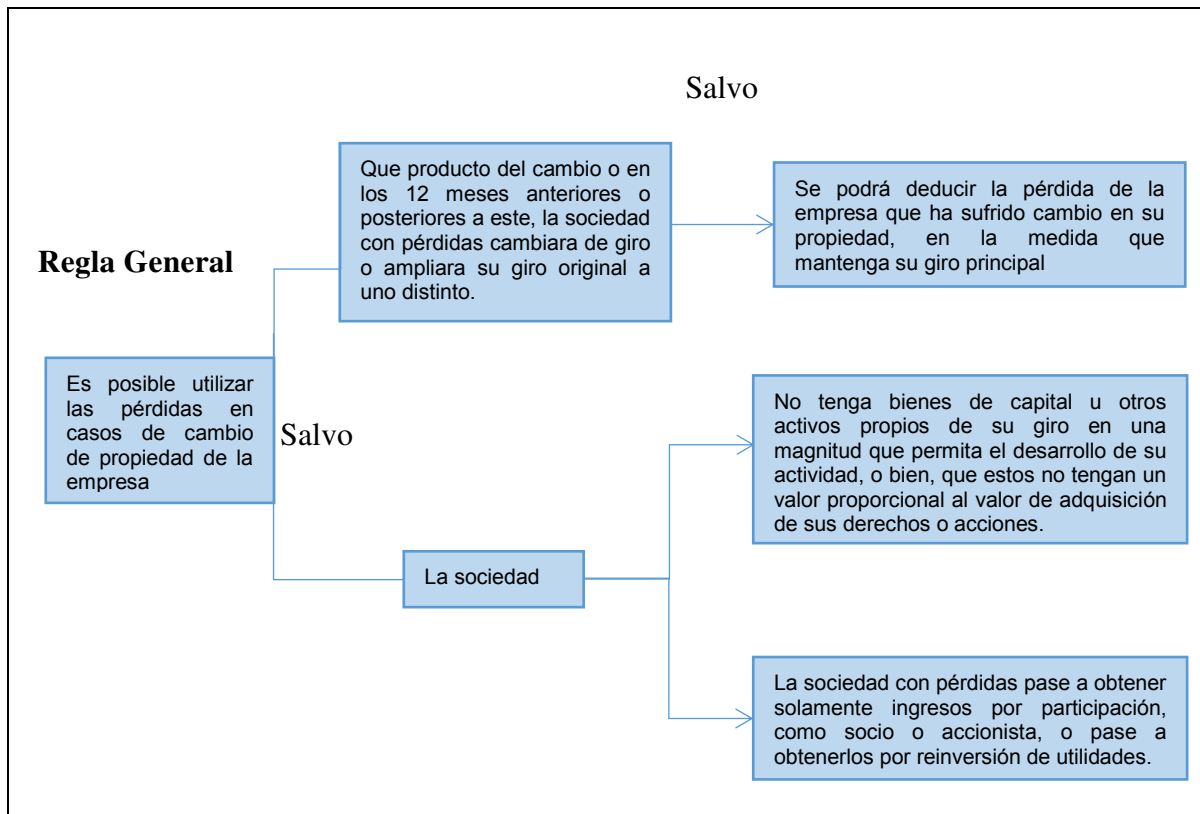 Salvo
Que producto del cambio o en
los 12 meses anteriores o
posteriores a este, la sociedad
con pérdidas cambiara de giro
o ampliara su giro original a
uno distinto.
Se podrá deducir la pérdida de la
empresa que ha sufrido cambio en su
propiedad, en la medida que
mantenga su giro principal
Regla General
Es posible utilizar
las pérdidas en
casos de cambio
de propiedad de la
empresa
Salvo
No tenga bienes de capital u otros
activos propios de su giro en una
magnitud que permita el desarrollo de su
actividad, o bien, que estos no tengan un
valor proporcional al valor de adquisición
de sus derechos o acciones.
La sociedad
La sociedad con pérdidas pase a obtener
solamente ingresos por participación,
como socio o accionista, o pase a
obtenerlos por reinversión de utilidades.